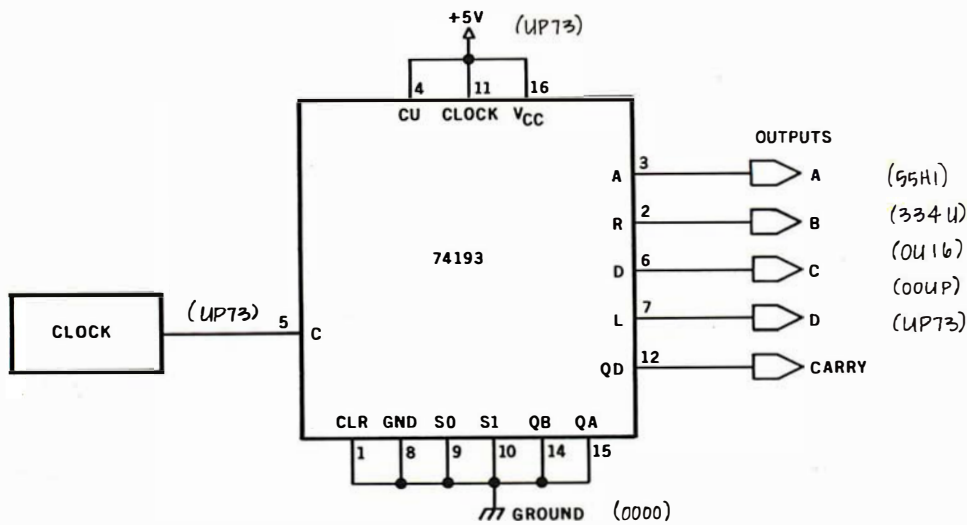 +5V (UP73)
4 11 16
CU CLOCK VCC
OUTPUTS
A 3 A (55H1)
R 2 B (334U)
74193
D 6 C (0U16)
(00UP)
L 7 D (UP73)
CLOCK (UP73) 5 C
QD 12 CARRY
CLR GND S0 S1 QB QA
1 8 9 10 14 15
GROUND (0000)